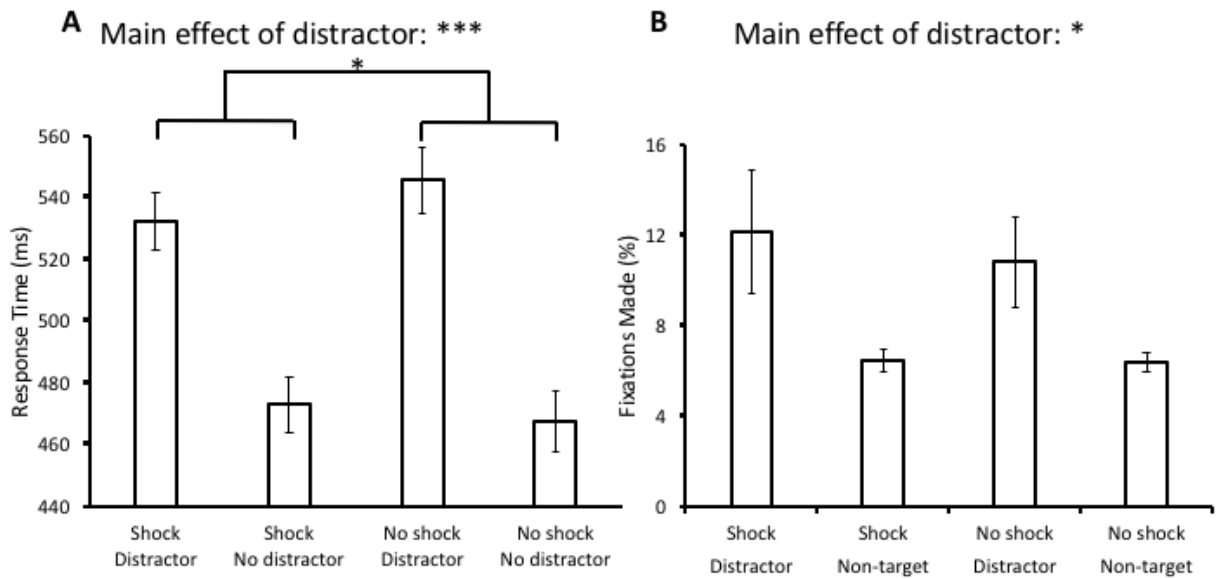 A Main effect of distractor: ***
*
560
540
520
500
480
460
440
Response Time (ms)
Shock
Distractor
Shock
No distractor
No shock
Distractor
No shock
No distractor
B Main effect of distractor: *
16
12
8
4
0
Fixations Made (%)
Shock
Distractor
Shock
Non-target
No shock
Distractor
No shock
Non-target